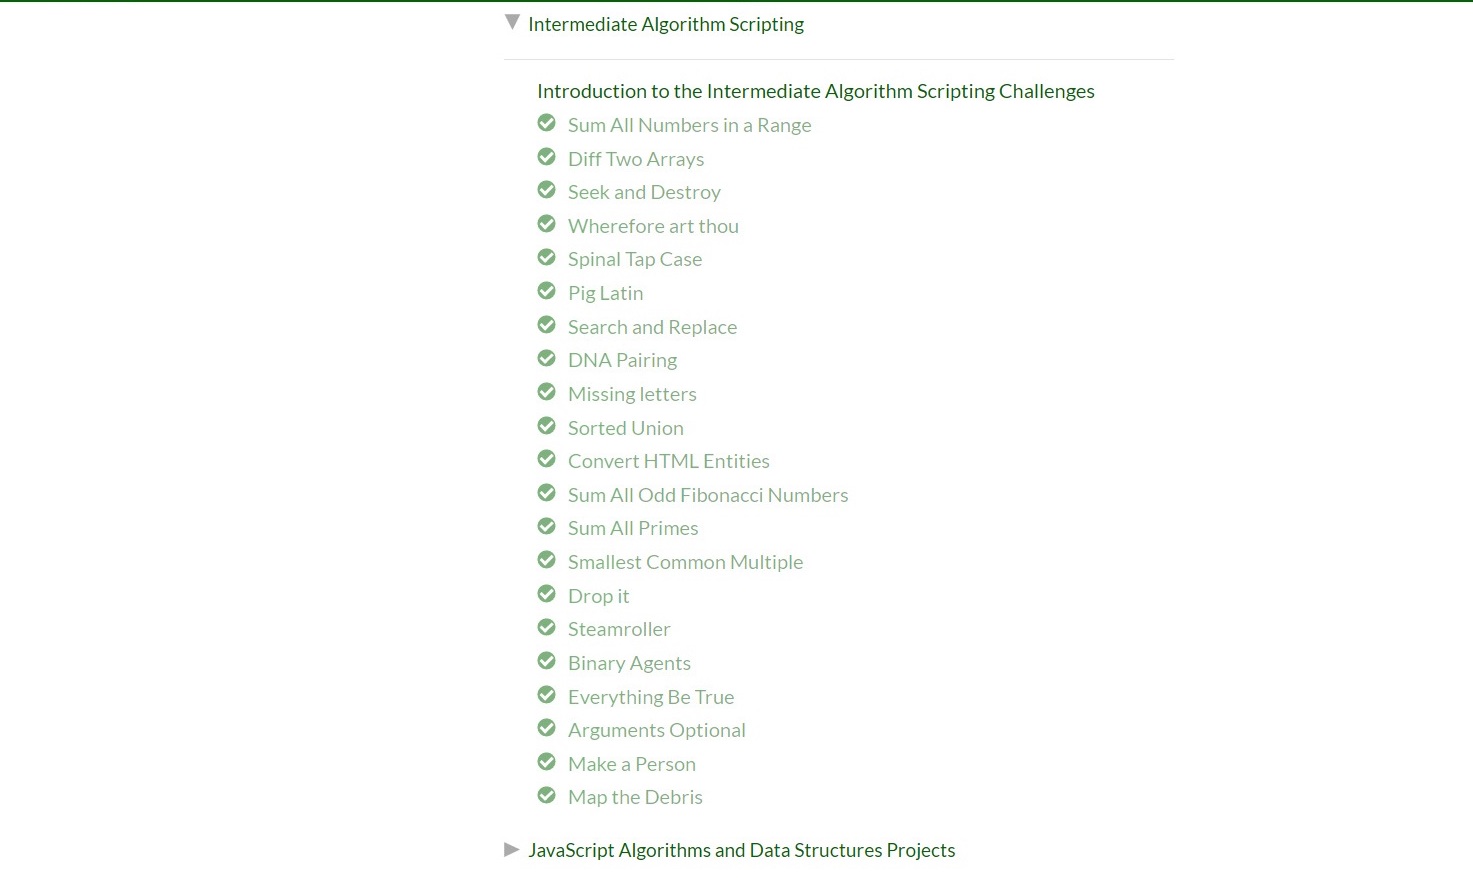 Intermediate Algorithm Scripting
Introduction to the Intermediate Algorithm Scripting Challenges
Sum All Numbers in a Range
Diff Two Arrays
Seek and Destroy
Wherefore art thou
Spinal Tap Case
Pig Latin
Search and Replace
DNA Pairing
Missing letters
Sorted Union
Convert HTML Entities
Sum All Odd Fibonacci Numbers
Sum All Primes
Smallest Common Multiple
Drop it
Steamroller
Binary Agents
Everything Be True
Arguments Optional
Make a Person
Map the Debris
JavaScript Algorithms and Data Structures Projects